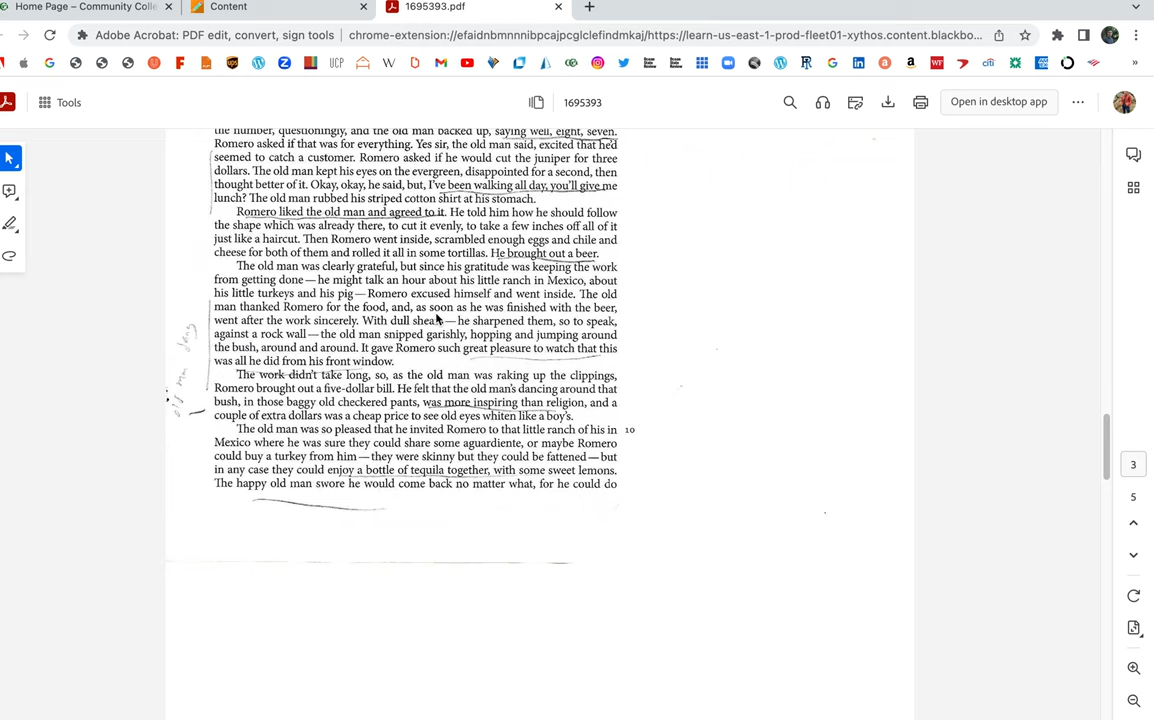 Home Page – Community Colle
Content
1695393.pdf
Adobe Acrobat: PDF edit, convert, sign tools
chrome-extension://efaidnbmnnnibpcajpcglclefindmkaj/https://learn-us-east-1-prod-fleet01-xythos.content.blackbo...
UCP
Tools
1695393
Open in desktop app
the number, questioningly, and the old man backed up, saying well, eight, seven.
Romero asked if that was for everything. Yes sir, the old man said, excited that he'd
seemed to catch a customer. Romero asked if he would cut the juniper for three
dollars. The old man kept his eyes on the evergreen, disappointed for a second, then
thought better of it. Okay, okay, he said, but, I've been walking all day, you'll give me
lunch? The old man rubbed his striped cotton shirt at his stomach.
Romero liked the old man and agreed to it. He told him how he should follow
the shape which was already there, to cut it evenly, to take a few inches off all of it
just like a haircut. Then Romero went inside, scrambled enough eggs and chile and
cheese for both of them and rolled it all in some tortillas. He brought out a beer.
The old man was clearly grateful, but since his gratitude was keeping the work
from getting done—he might talk an hour about his little ranch in Mexico, about
his little turkeys and his pig—Romero excused himself and went inside. The old
man thanked Romero for the food, and, as soon as he was finished with the beer,
went after the work sincerely. With dull shears—he sharpened them, so to speak,
against a rock wall—the old man snipped garishly, hopping and jumping around
the bush, around and around. It gave Romero such great pleasure to watch that this
was all he did from his front window.
The work didn't take long, so, as the old man was raking up the clippings,
Romero brought out a five-dollar bill. He felt that the old man's dancing around that
bush, in those baggy old checkered pants, was more inspiring than religion, and a
couple of extra dollars was a cheap price to see old eyes whiten like a boy's.
The old man was so pleased that he invited Romero to that little ranch of his in 10
Mexico where he was sure they could share some aguardiente, or maybe Romero
could buy a turkey from him—they were skinny but they could be fattened—but
in any case they could enjoy a bottle of tequila together, with some sweet lemons.
The happy old man swore he would come back no matter what, for he could do
old man
3
5